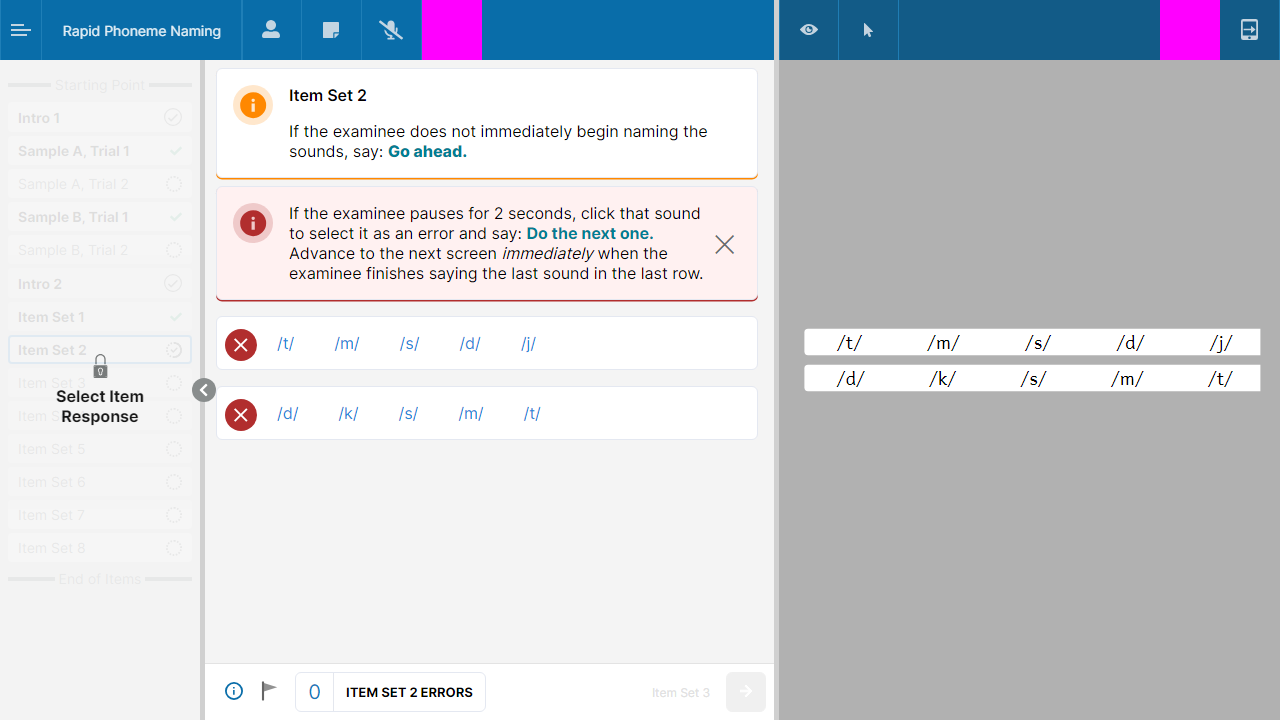 Rapid Phoneme Naming
Starting Point
Intro 1
Sample A, Trial 1
Sample A, Trial 2
Sample B, Trial 1
Sample B, Trial 2
Intro 2
Item Set 1
Item Set 2
Item Set 3
Select Item
Response
Item Set 5
Item Set 6
Item Set 7
Item Set 8
End of Items
Item Set 2
If the examinee does not immediately begin naming the
sounds, say: Go ahead.
If the examinee pauses for 2 seconds, click that sound
to select it as an error and say: Do the next one.
Advance to the next screen immediately when the
examinee finishes saying the last sound in the last row.
/t/ /m/ /s/ /d/ /j/
/d/ /k/ /s/ /m/ /t/
0 ITEM SET 2 ERRORS
Item Set 3
/t/ /m/ /s/ /d/ /j/
/d/ /k/ /s/ /m/ /t/